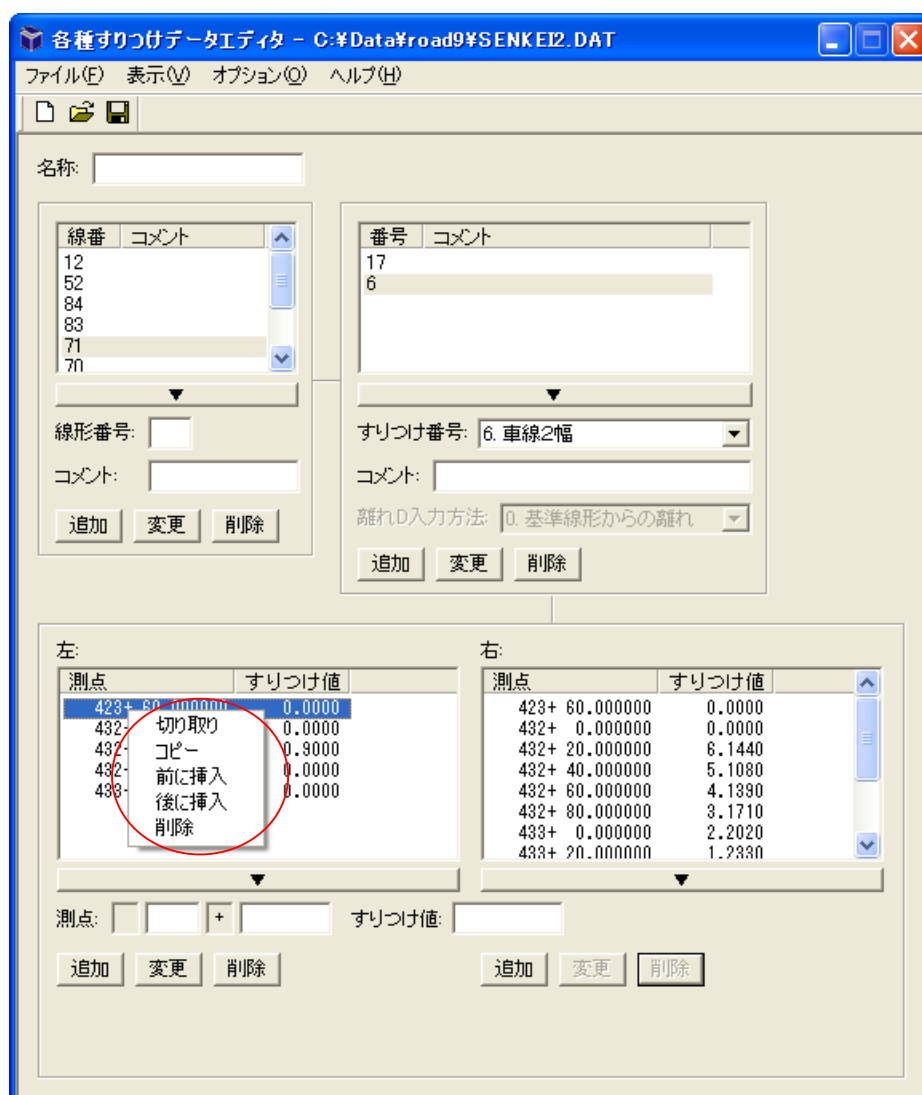 各種すりつけデータエディタ - C:¥Data¥road9¥SENKEI2.DAT
ファイル(F) 表示(V) オプション(O) ヘルプ(H)
名称:
線番 コメント
12
52
84
83
71
70
線形番号:
コメント:
追加 変更 削除
番号 コメント
17
6
すりつけ番号: 6. 車線2幅
コメント:
離れD入力方法: 0. 基準線形からの離れ
追加 変更 削除
左:
測点 すりつけ値
423+ 60.000000 0.0000
432- 0.0000
432- 0.9000
432- 0.0000
433- 0.0000
切り取り
コピー
前に挿入
後に挿入
削除
右:
測点 すりつけ値
423+ 60.000000 0.0000
432+ 0.000000 0.0000
432+ 20.000000 6.1440
432+ 40.000000 5.1080
432+ 60.000000 4.1390
432+ 80.000000 3.1710
433+ 0.000000 2.2020
433+ 20.000000 1.2330
測点: + すりつけ値:
追加 変更 削除
追加 変更 削除